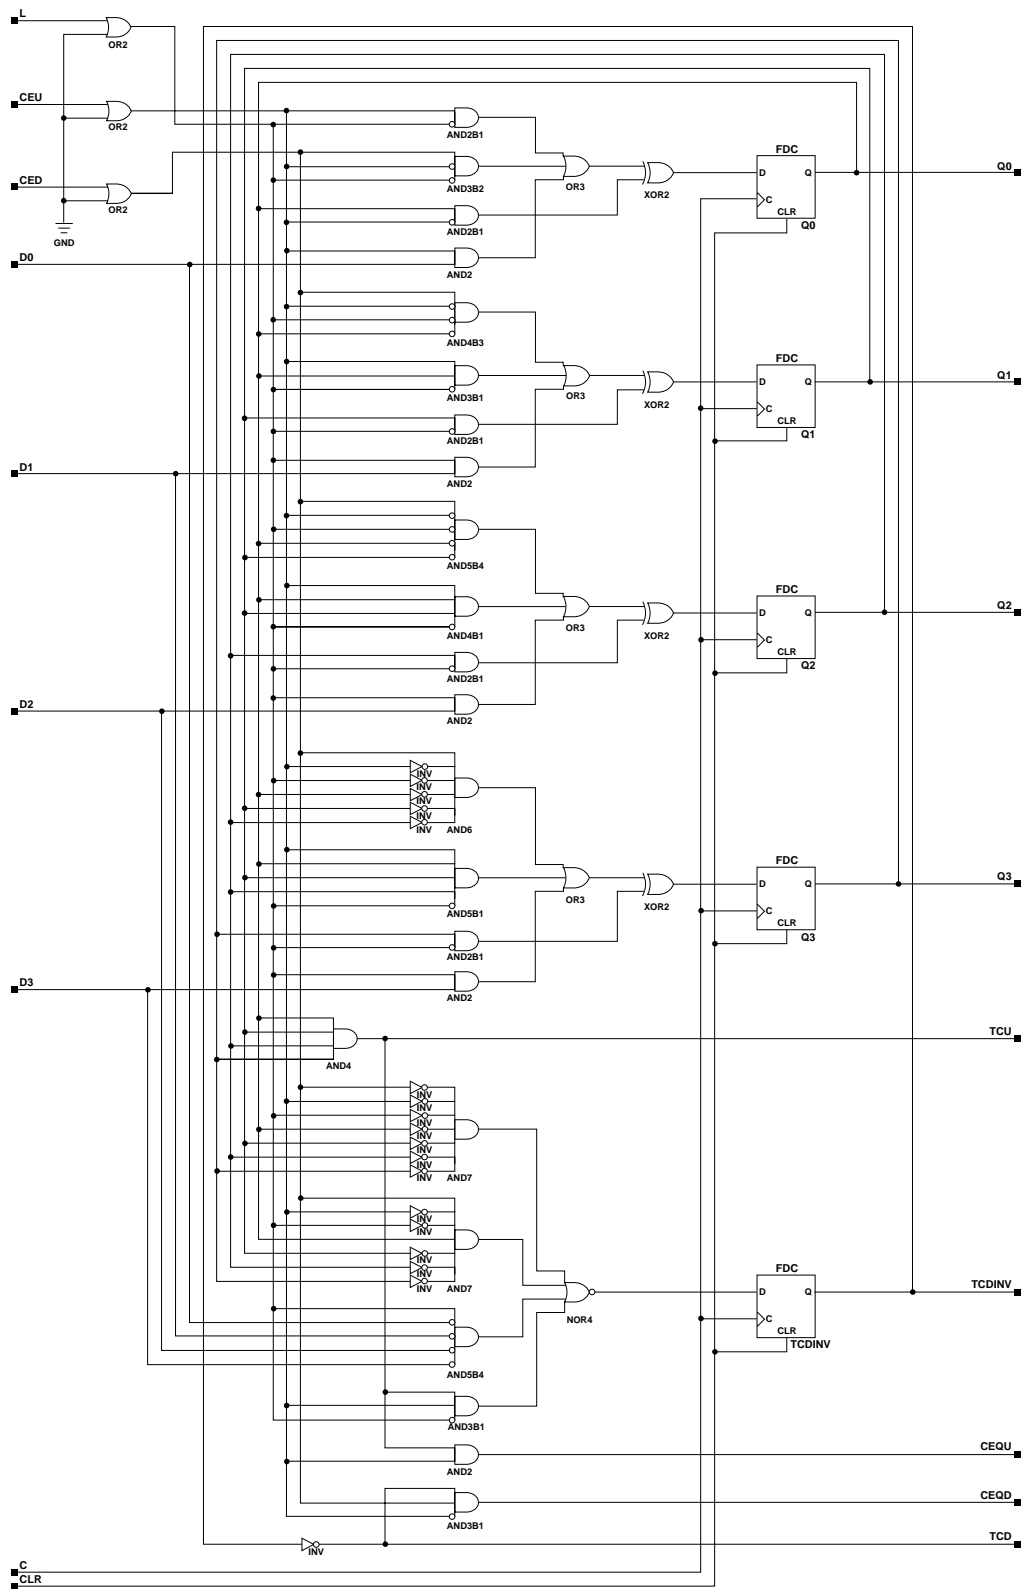 L
OR2
CEU
OR2
AND2B1
FDC
D
Q
Q0
C
CLR
Q0
CED
OR2
AND3B2
OR3
XOR2
AND2B1
GND
D0
AND2
AND4B3
FDC
D
Q
Q1
C
CLR
Q1
AND3B1
OR3
XOR2
AND2B1
D1
AND2
AND5B4
FDC
D
Q
Q2
C
CLR
Q2
AND4B1
OR3
XOR2
AND2B1
D2
AND2
INV
INV
INV
INV
INV
AND6
FDC
D
Q
Q3
C
CLR
Q3
AND5B1
OR3
XOR2
AND2B1
D3
AND2
AND4
TCU
INV
INV
INV
INV
INV
INV
INV
AND7
INV
INV
INV
INV
INV
AND7
FDC
D
Q
TCDINV
C
CLR
TCDINV
NOR4
AND5B4
AND3B1
AND2
CEQU
AND3B1
CEQD
INV
TCD
C
CLR